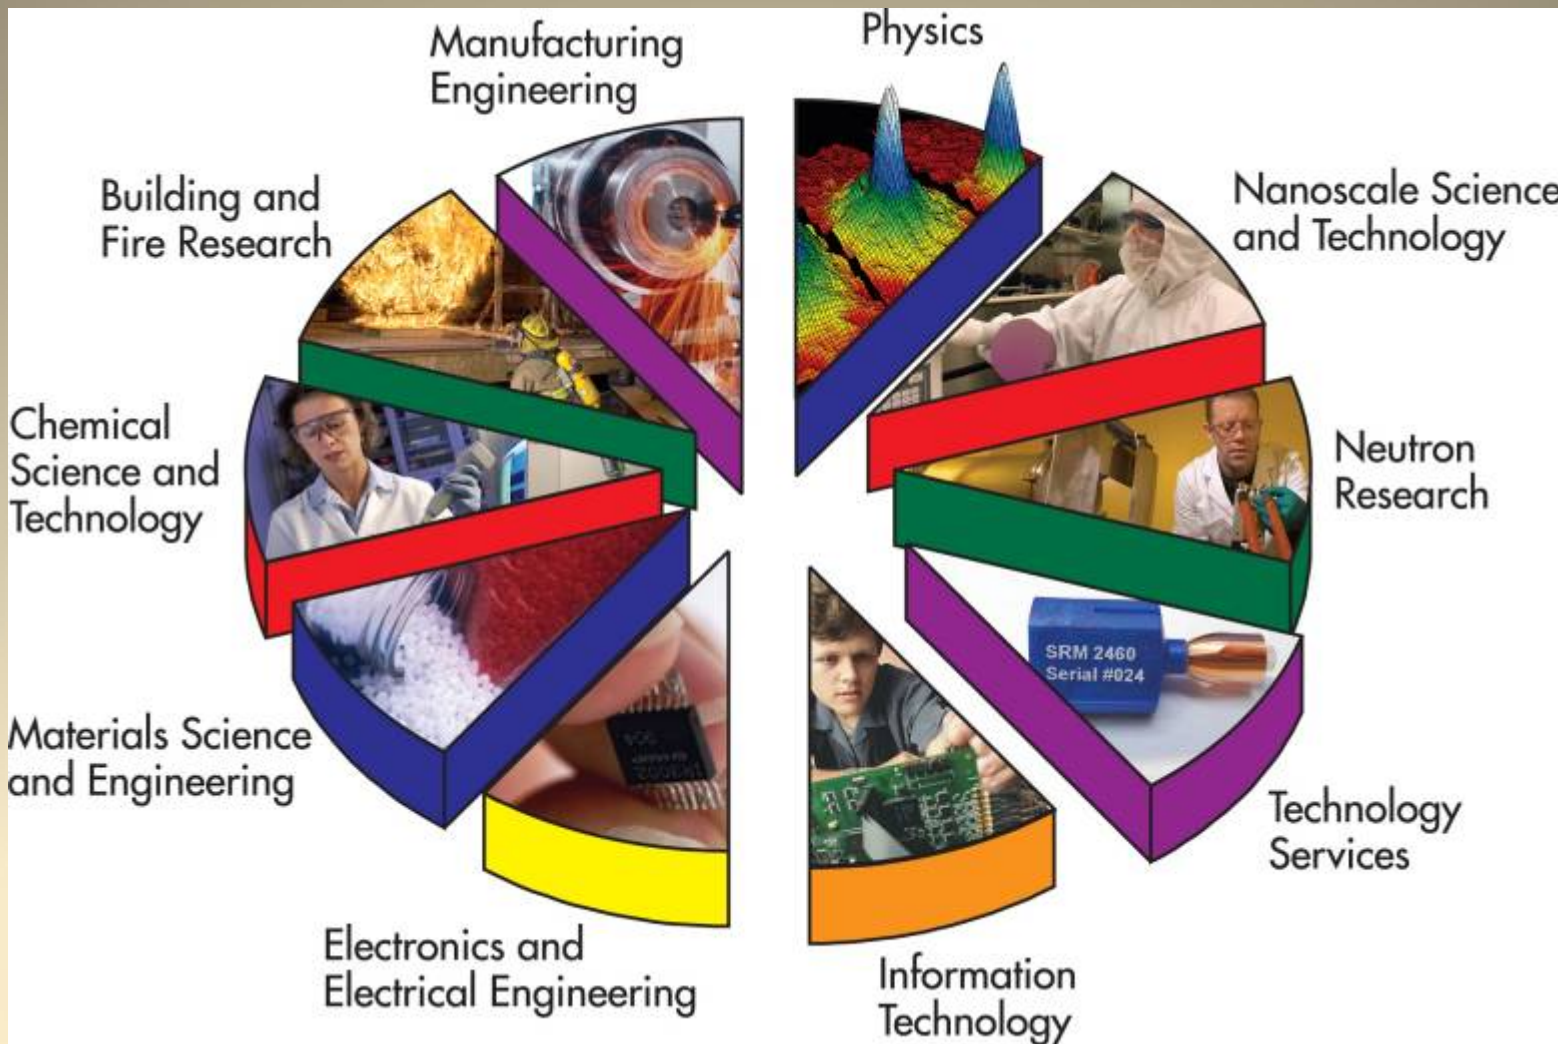 Manufacturing
Engineering
Physics
Building and
Fire Research
Nanoscale Science
and Technology
Chemical
Science and
Technology
Neutron
Research
SRM 2460
Serial #024
Materials Science
and Engineering
Technology
Services
Electronics and
Electrical Engineering
Information
Technology